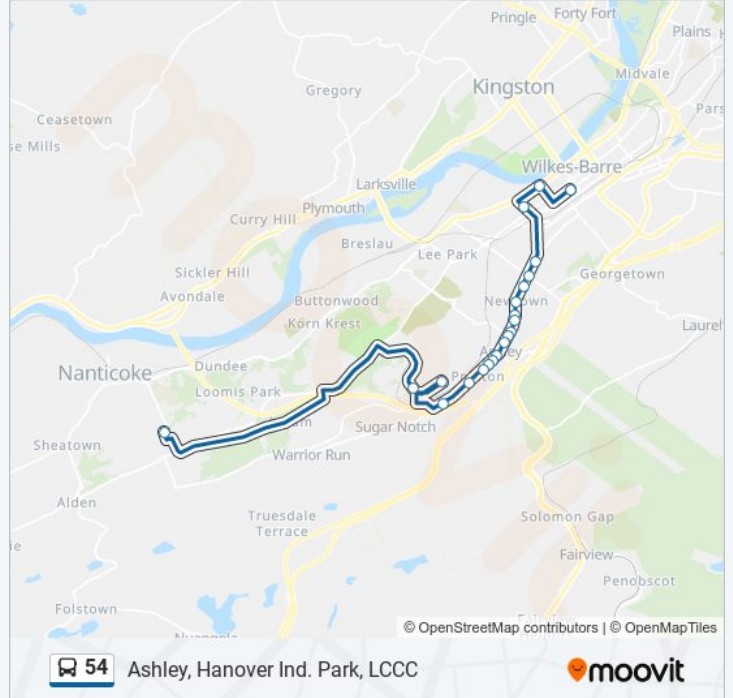 Pringle
Forty Fort
Plains
Midvale
Kingston
Gregory
Ceasetown
se Mills
Wilkes-Barre
Larksville
Plymouth
Curry Hill
Breslau
Lee Park
Sickler Hill
Avondale
Georgetown
Buttonwood
Newtown
Korn Krest
Laurel
Dundee
Ashley
Nanticoke
Preston
Loomis Park
Sugar Notch
Sheatown
Warrior Run
Alden
Truesdale
Terrace
Solomon Gap
ie
Fairview
Penobscot
Folstown
Nuangola
© OpenStreetMap contributors | © OpenMapTiles
54 Ashley, Hanover Ind. Park, LCCC
moovit